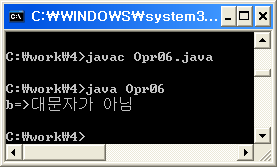 C:₩WINDOWS₩system3...
C:₩work₩4>javac Opr06.java
C:₩work₩4>java Opr06
b=>대문자가 아님
C:₩work₩4>